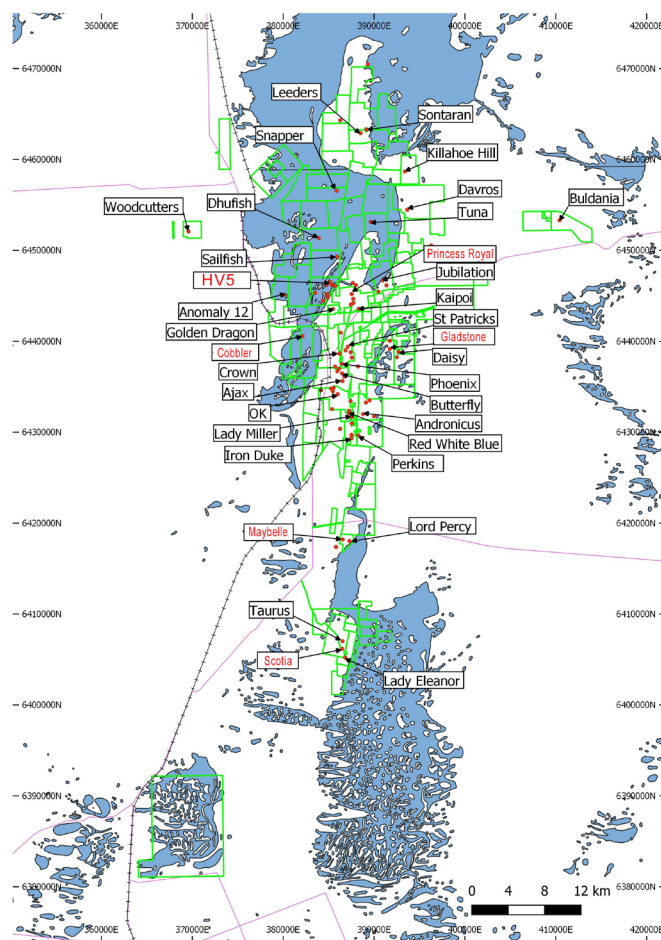 360000E 370000E 380000E 390000E 400000E 410000E 420000E
6470000N 6470000N
Leeders
Sontaran
Snapper
6460000N 6460000N
Killahoe Hill
Davros
Dhufish
Buldania
Woodcutters
Tuna
6450000N 6450000N
Sailfish
Princess Royal
HV5
Jubilation
Kaipoi
Anomaly 12
St Patricks
Golden Dragon
Gladstone
6440000N 6440000N
Cobbler
Daisy
Crown
Phoenix
Ajax
Butterfly
OK
Andronicus
Lady Miller
6430000N 6430000N
Red White Blue
Iron Duke
Perkins
6420000N 6420000N
Maybelle
Lord Percy
Taurus
6410000N 6410000N
Scotia
Lady Eleanor
6400000N 6400000N
6390000N 6390000N
0 4 8 12 km
6380000N 6380000N
360000E 370000E 380000E 390000E 400000E 410000E 420000E